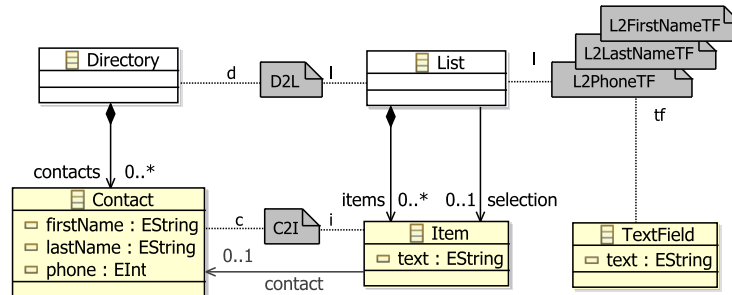 L2FirstNameTF
L2LastNameTF
L2PhoneTF
Directory
d
D2L
l
List
l
tf
contacts
0..*
items
0..*
0..1
selection
Contact
firstName : EString
lastName : EString
phone : EInt
c
C2I
i
Item
text : EString
TextField
text : EString
0..1
contact